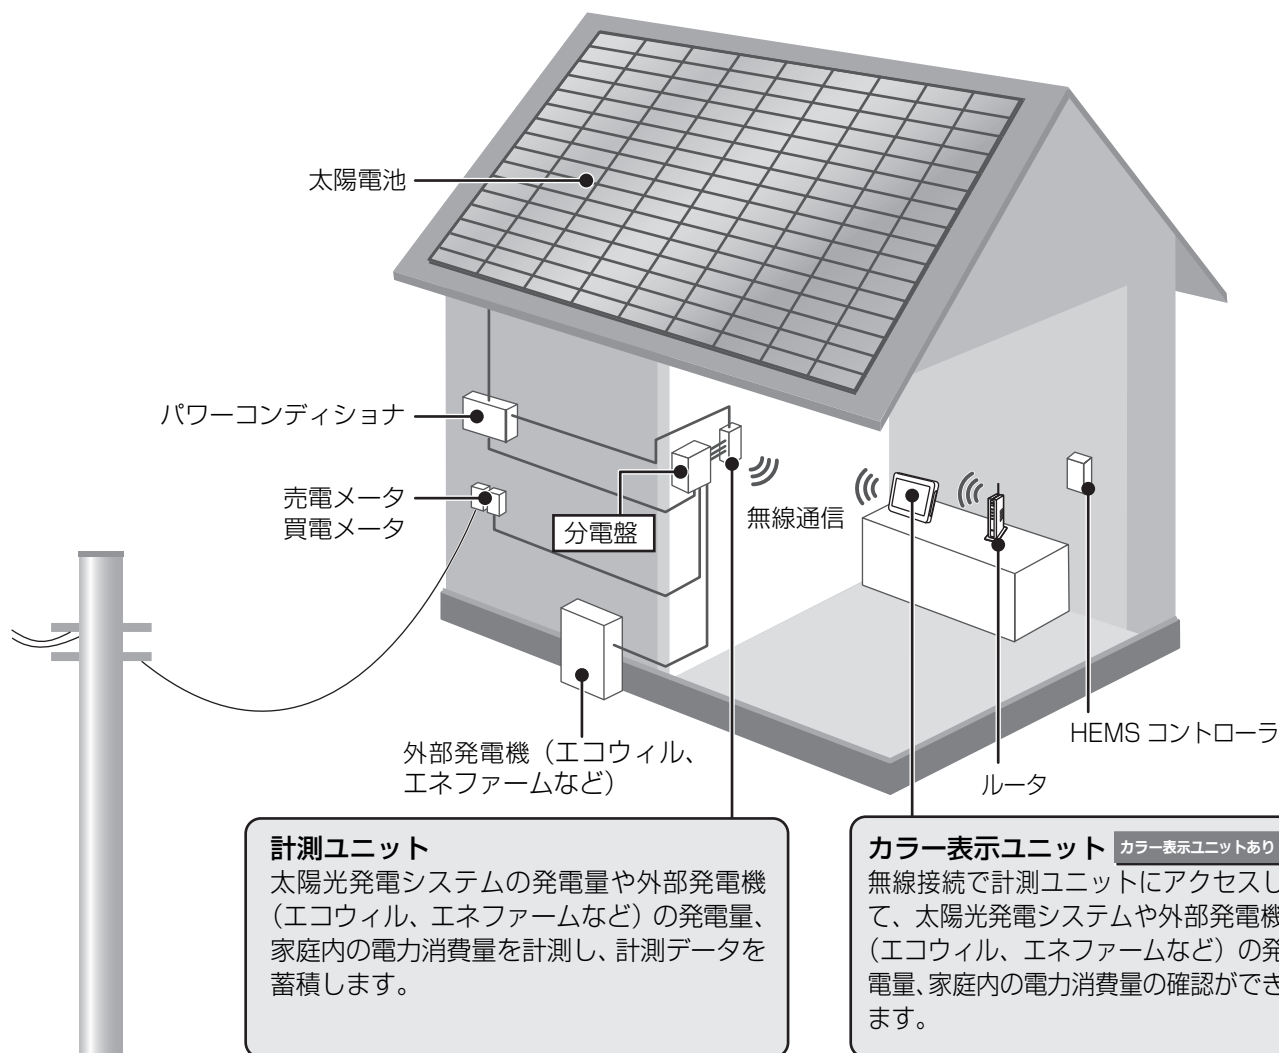 太陽電池
パワーコンディショナ
売電メータ
買電メータ
分電盤
無線通信
HEMS コントローラ
外部発電機（エコウィル、
エネファームなど）
ルータ
計測ユニット
太陽光発電システムの発電量や外部発電機
（エコウィル、エネファームなど）の発電量、
家庭内の電力消費量を計測し、計測データを
蓄積します。
カラー表示ユニット カラー表示ユニットあり
無線接続で計測ユニットにアクセスし
て、太陽光発電システムや外部発電機
（エコウィル、エネファームなど）の発
電量、家庭内の電力消費量の確認ができ
ます。